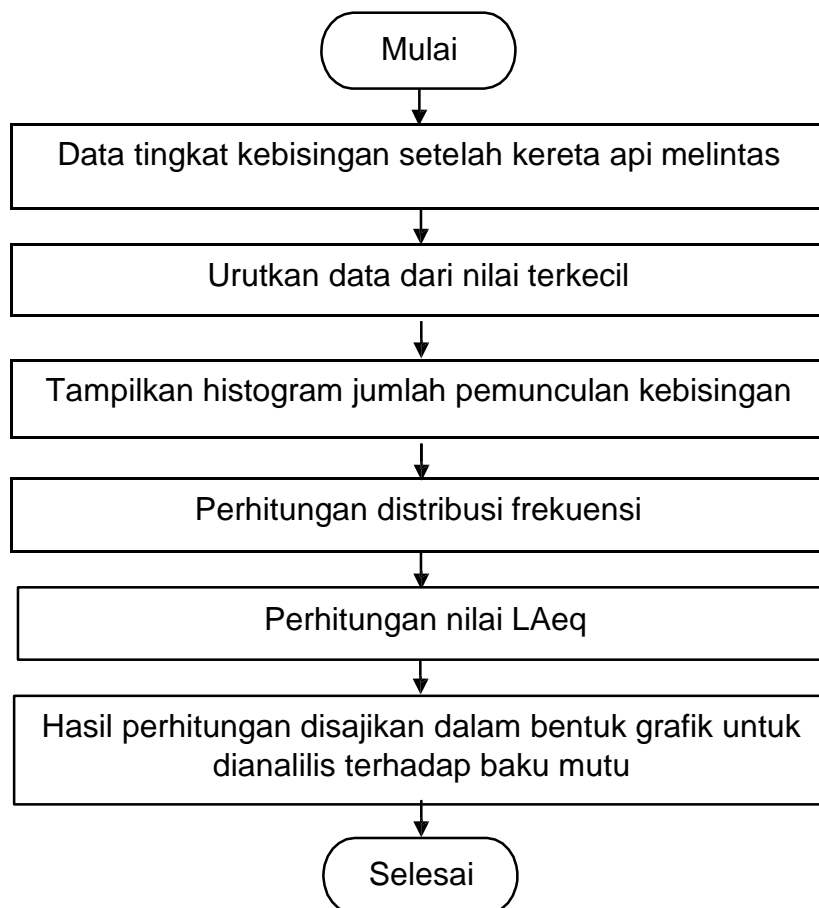 Mulai
Data tingkat kebisingan setelah kereta api melintas
Urutkan data dari nilai terkecil
Tampilkan histogram jumlah pemunculan kebisingan
Perhitungan distribusi frekuensi
Perhitungan nilai LAeq
Hasil perhitungan disajikan dalam bentuk grafik untuk
dianalilis terhadap baku mutu
Selesai